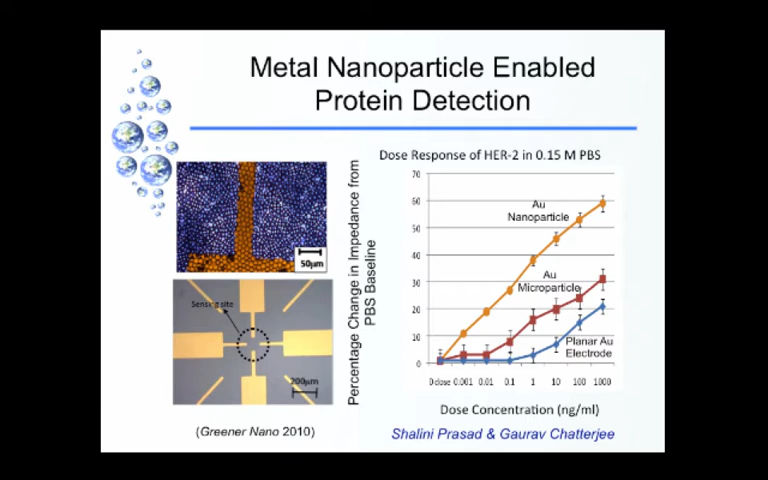 Metal Nanoparticle Enabled
Protein Detection
50µm
Sensing site
200µm
(Greener Nano 2010)
Percentage Change in Impedance from
PBS Baseline
Dose Response of HER-2 in 0.15 M PBS
70
60
50
40
30
20
10
0
Au
Nanoparticle
Au
Microparticle
Planar Au
Electrode
0 dose 0.001 0.01 0.1 1 10 100 1000
Dose Concentration (ng/ml)
Shalini Prasad & Gaurav Chatterjee